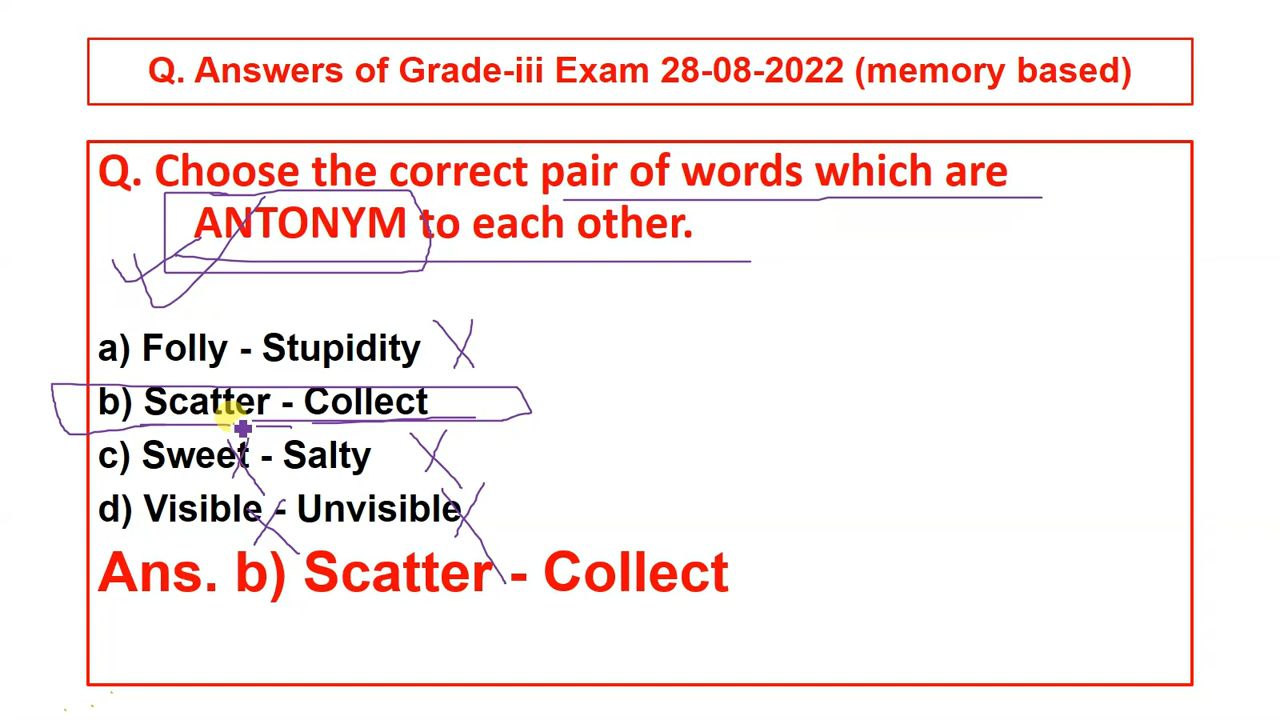 Q. Answers of Grade-iii Exam 28-08-2022 (memory based)
Q. Choose the correct pair of words which are
ANTONYM to each other.
a) Folly - Stupidity
b) Scatter - Collect
c) Sweet - Salty
d) Visible - Unvisible
Ans. b) Scatter - Collect